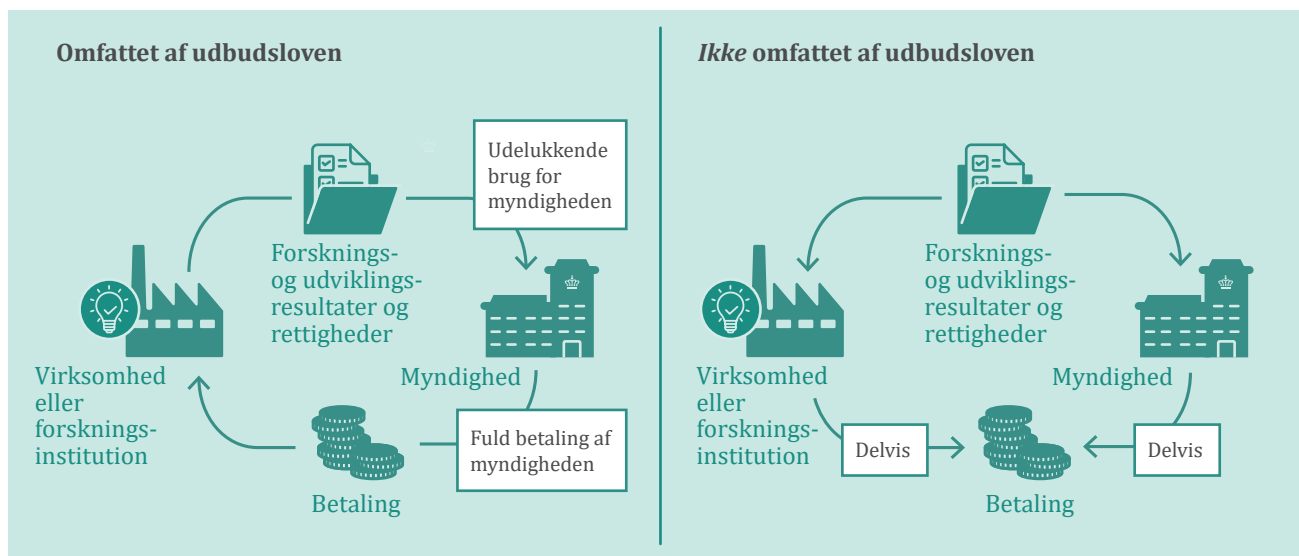 Omfattet af udbudsloven
Udelukkende
brug for
myndigheden
Forsknings-
og udviklings-
resultater og
rettigheder
Virksomhed
eller
forsknings-
institution
Myndighed
Fuld betaling af
myndigheden
Betaling
Ikke omfattet af udbudsloven
Forsknings-
og udviklings-
resultater og
rettigheder
Virksomhed
eller
forsknings-
institution
Myndighed
Delvis
Delvis
Betaling